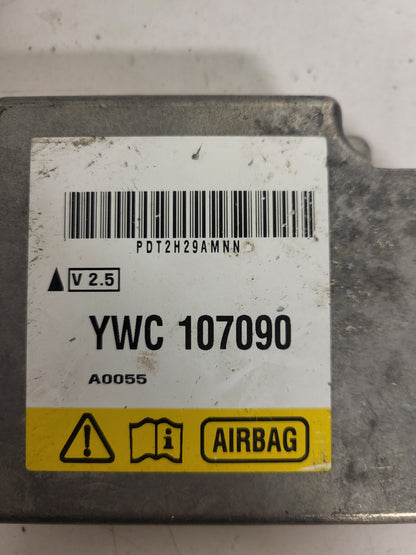 PDT2H29AMNN
V 2.5
YWC 107090
A0055
AIRBAG